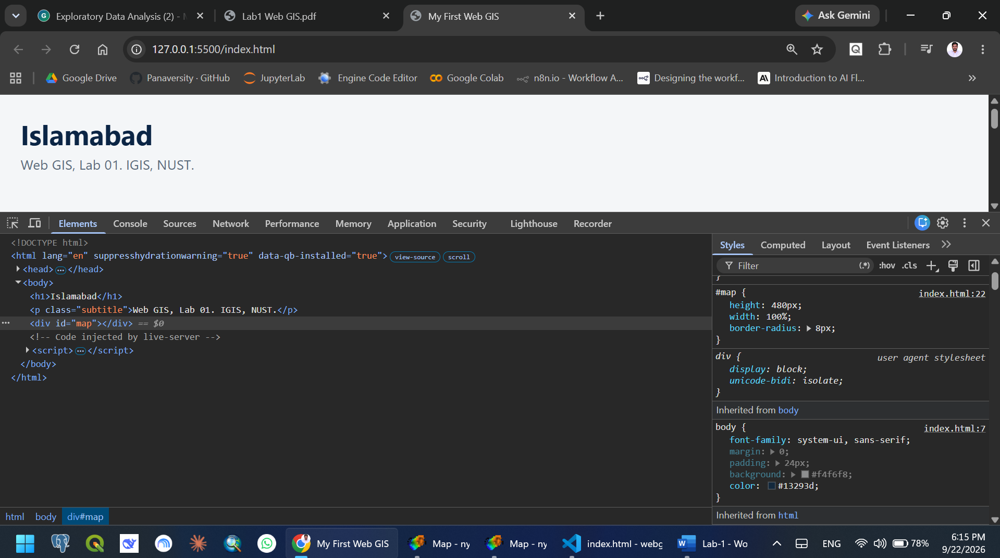 Exploratory Data Analysis (2) -
Lab1 Web GIS.pdf
My First Web GIS
Ask Gemini
127.0.0.1:5500/index.html
Google Drive
Panaversity · GitHub
JupyterLab
Engine Code Editor
Google Colab
n8n.io - Workflow A...
Designing the workf...
Introduction to AI Fl...
Islamabad
Web GIS, Lab 01. IGIS, NUST.
Elements
Console
Sources
Network
Performance
Memory
Application
Security
Lighthouse
Recorder
<!DOCTYPE html>
<html lang="en" suppresshydrationwarning="true" data-qb-installed="true"> view-source scroll
<head> ... </head>
<body>
<h1>Islamabad</h1>
<p class="subtitle">Web GIS, Lab 01. IGIS, NUST.</p>
<div id="map"></div> == $0
<!-- Code injected by live-server -->
<script> ... </script>
</body>
</html>
html body div#map
Styles
Computed
Layout
Event Listeners
Filter
:hov .cls
}
#map {
index.html:22
height: 480px;
width: 100%;
border-radius: 8px;
}
div {
user agent stylesheet
display: block;
unicode-bidi: isolate;
}
Inherited from body
body {
index.html:7
font-family: system-ui, sans-serif;
margin: 0;
padding: 24px;
background: #f4f6f8;
color: #13293d;
}
Inherited from html
My First Web GIS
Map - ny
Map - ny
index.html - webg
Lab-1 - Wo
ENG
78%
6:15 PM
9/22/2026